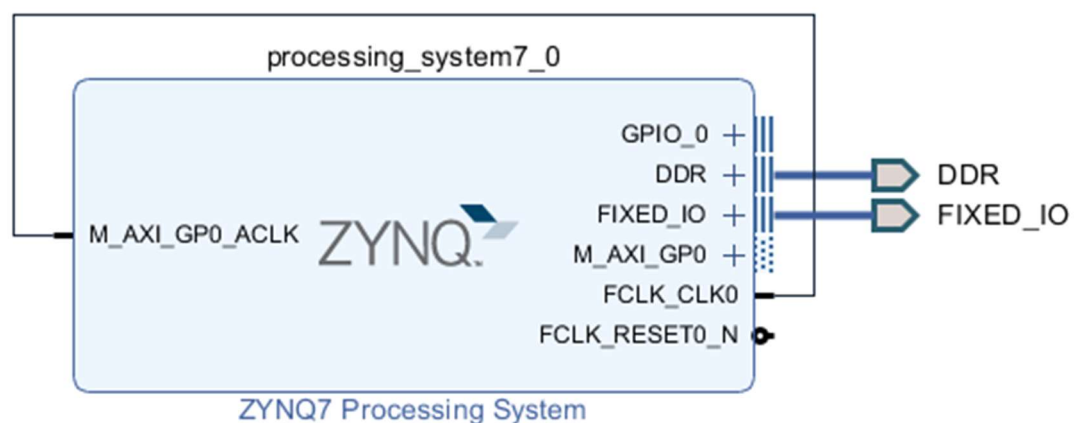 processing_system7_0
GPIO_0
DDR
DDR
FIXED_IO
FIXED_IO
M_AXI_GP0_ACLK
ZYNQ
M_AXI_GP0
FCLK_CLK0
FCLK_RESET0_N
ZYNQ7 Processing System